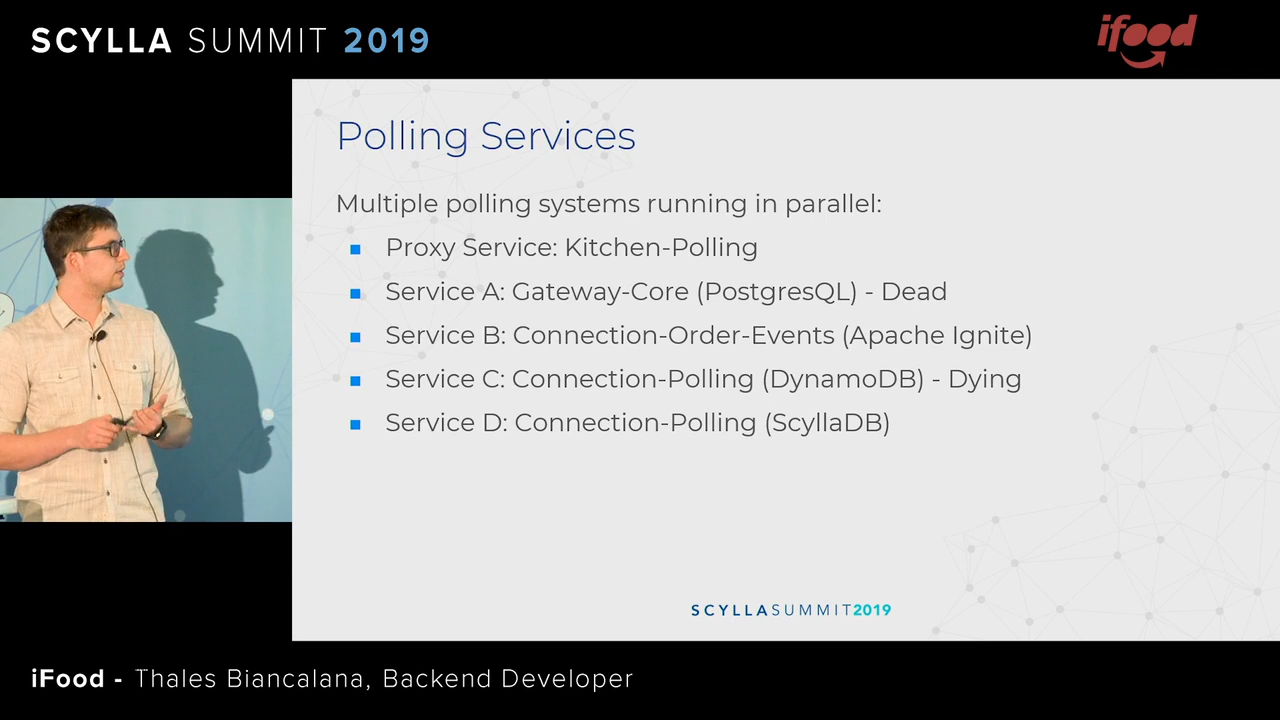 SCYLLA SUMMIT 2019
ifood
Polling Services
Multiple polling systems running in parallel:
Proxy Service: Kitchen-Polling
Service A: Gateway-Core (PostgresQL) - Dead
Service B: Connection-Order-Events (Apache Ignite)
Service C: Connection-Polling (DynamoDB) - Dying
Service D: Connection-Polling (ScyllaDB)
SCYLLASUMMIT2019
iFood - Thales Biancalana, Backend Developer